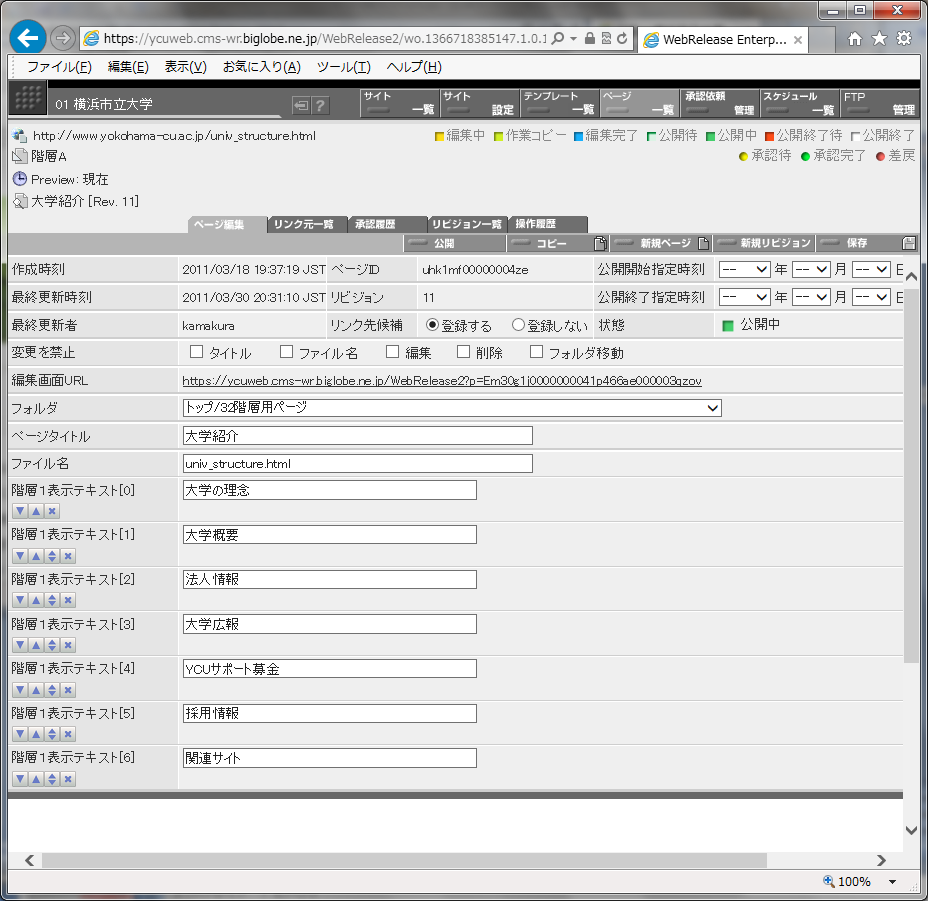 https://ycuweb.cms-wr.biglobe.ne.jp/WebRelease2/wo.1366718385147.1.0.1
WebRelease Enterp...
ファイル(F) 編集(E) 表示(V) お気に入り(A) ツール(T) ヘルプ(H)
01 横浜市立大学
サイト 一覧 サイト 設定 テンプレート 一覧 ページ 一覧 承認依頼 管理 スケジュール 一覧 FTP 管理
http://www.yokohama-cu.ac.jp/univ_structure.html
編集中 作業コピー 編集完了 公開待 公開中 公開終了待 公開終了
階層A
承認待 承認完了 差戻
Preview: 現在
大学紹介 [Rev. 11]
ページ編集 リンク元一覧 承認履歴 リビジョン一覧 操作履歴
公開 コピー 新規ページ 新規リビジョン 保存
作成時刻 2011/03/18 19:37:19 JST ページID uhk1mf00000004ze 公開開始指定時刻 -- 年 -- 月 --
最終更新時刻 2011/03/30 20:31:10 JST リビジョン 11 公開終了指定時刻 -- 年 -- 月 --
最終更新者 kamakura リンク先候補 登録する 登録しない 状態 公開中
変更を禁止 タイトル ファイル名 編集 削除 フォルダ移動
編集画面URL https://ycuweb.cms-wr.biglobe.ne.jp/WebRelease2?p=Em30g1j0000000041p466ae000003qzov
フォルダ トップ/32階層用ページ
ページタイトル 大学紹介
ファイル名 univ_structure.html
階層1表示テキスト[0] 大学の理念
階層1表示テキスト[1] 大学概要
階層1表示テキスト[2] 法人情報
階層1表示テキスト[3] 大学広報
階層1表示テキスト[4] YCUサポート募金
階層1表示テキスト[5] 採用情報
階層1表示テキスト[6] 関連サイト
100%